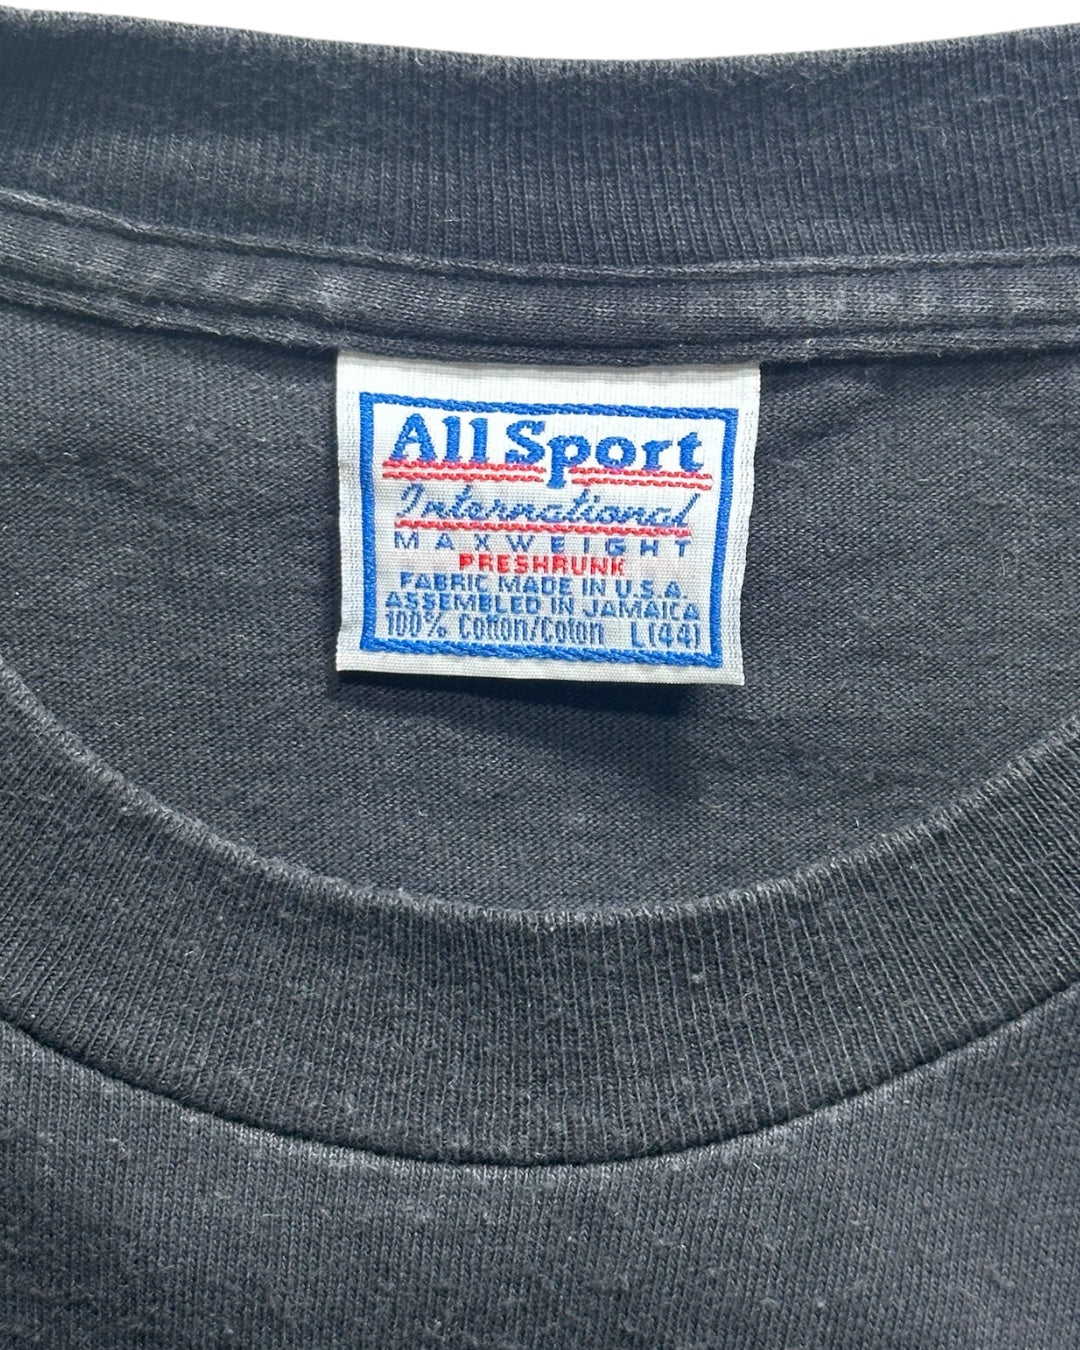 All Sport
International
MAXWEIGHT
PRESHRUNK
FABRIC MADE IN U.S.A.
ASSEMBLED IN JAMAICA
100% Cotton/Coton L(44)